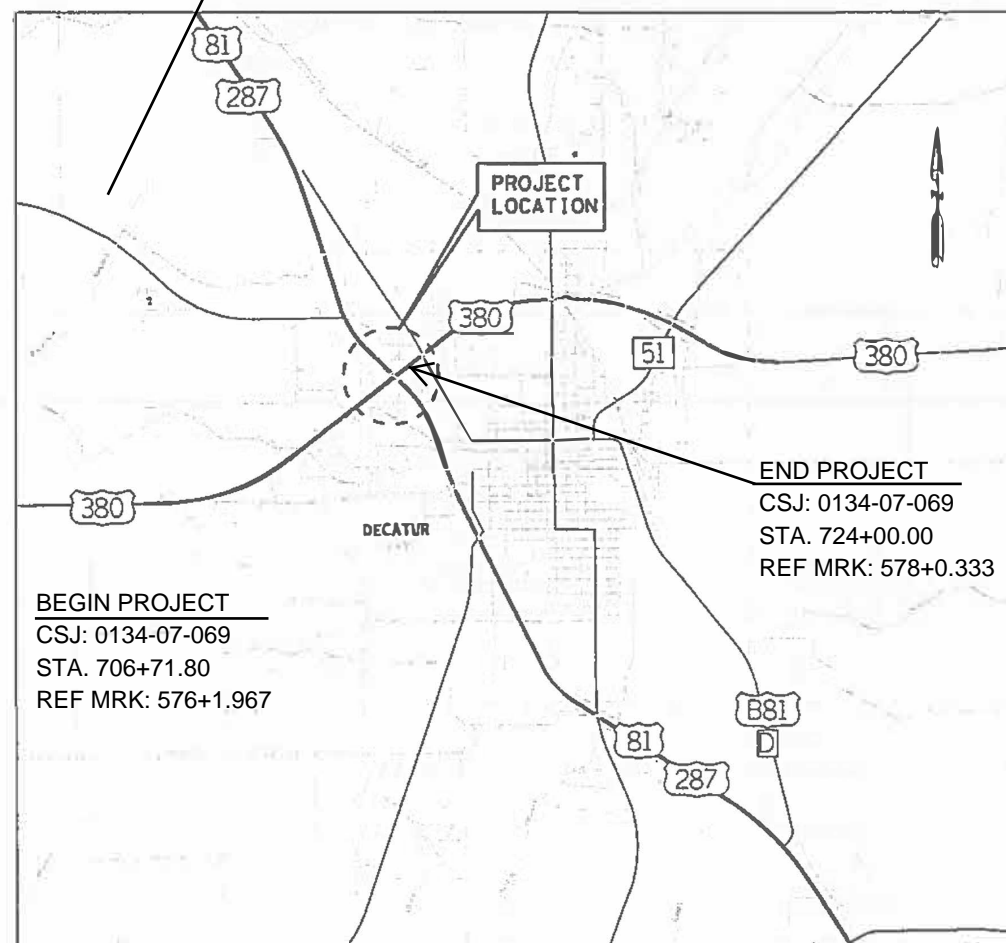 81
287
PROJECT
LOCATION
N
380
51
380
380
DECATUR
END PROJECT
CSJ: 0134-07-069
STA. 724+00.00
REF MRK: 578+0.333
BEGIN PROJECT
CSJ: 0134-07-069
STA. 706+71.80
REF MRK: 576+1.967
B81
D
81
287